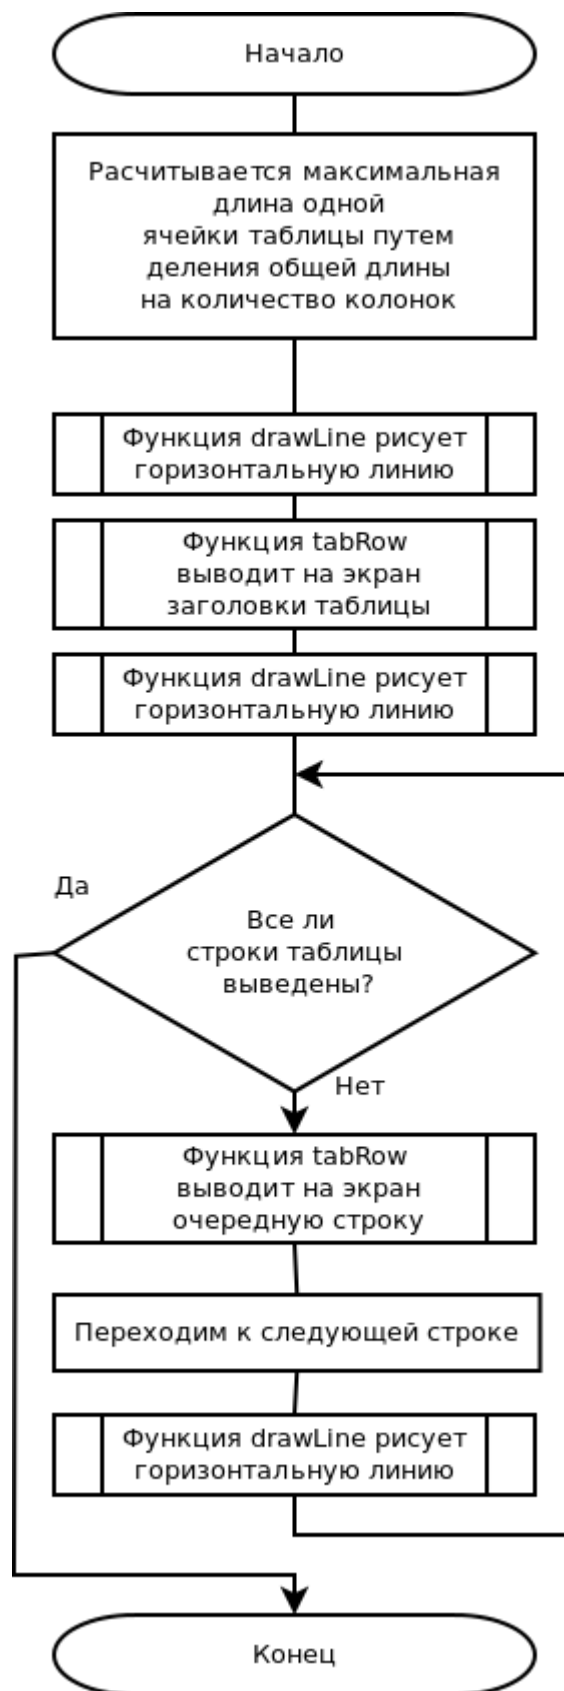 Начало
Расчитывается максимальная
длина одной
ячейки таблицы путем
деления общей длины
на количество колонок
Функция drawLine рисует
горизонтальную линию
Функция tabRow
выводит на экран
заголовки таблицы
Функция drawLine рисует
горизонтальную линию
Да
Все ли
строки таблицы
выведены?
Нет
Функция tabRow
выводит на экран
очередную строку
Переходим к следующей строке
Функция drawLine рисует
горизонтальную линию
Конец